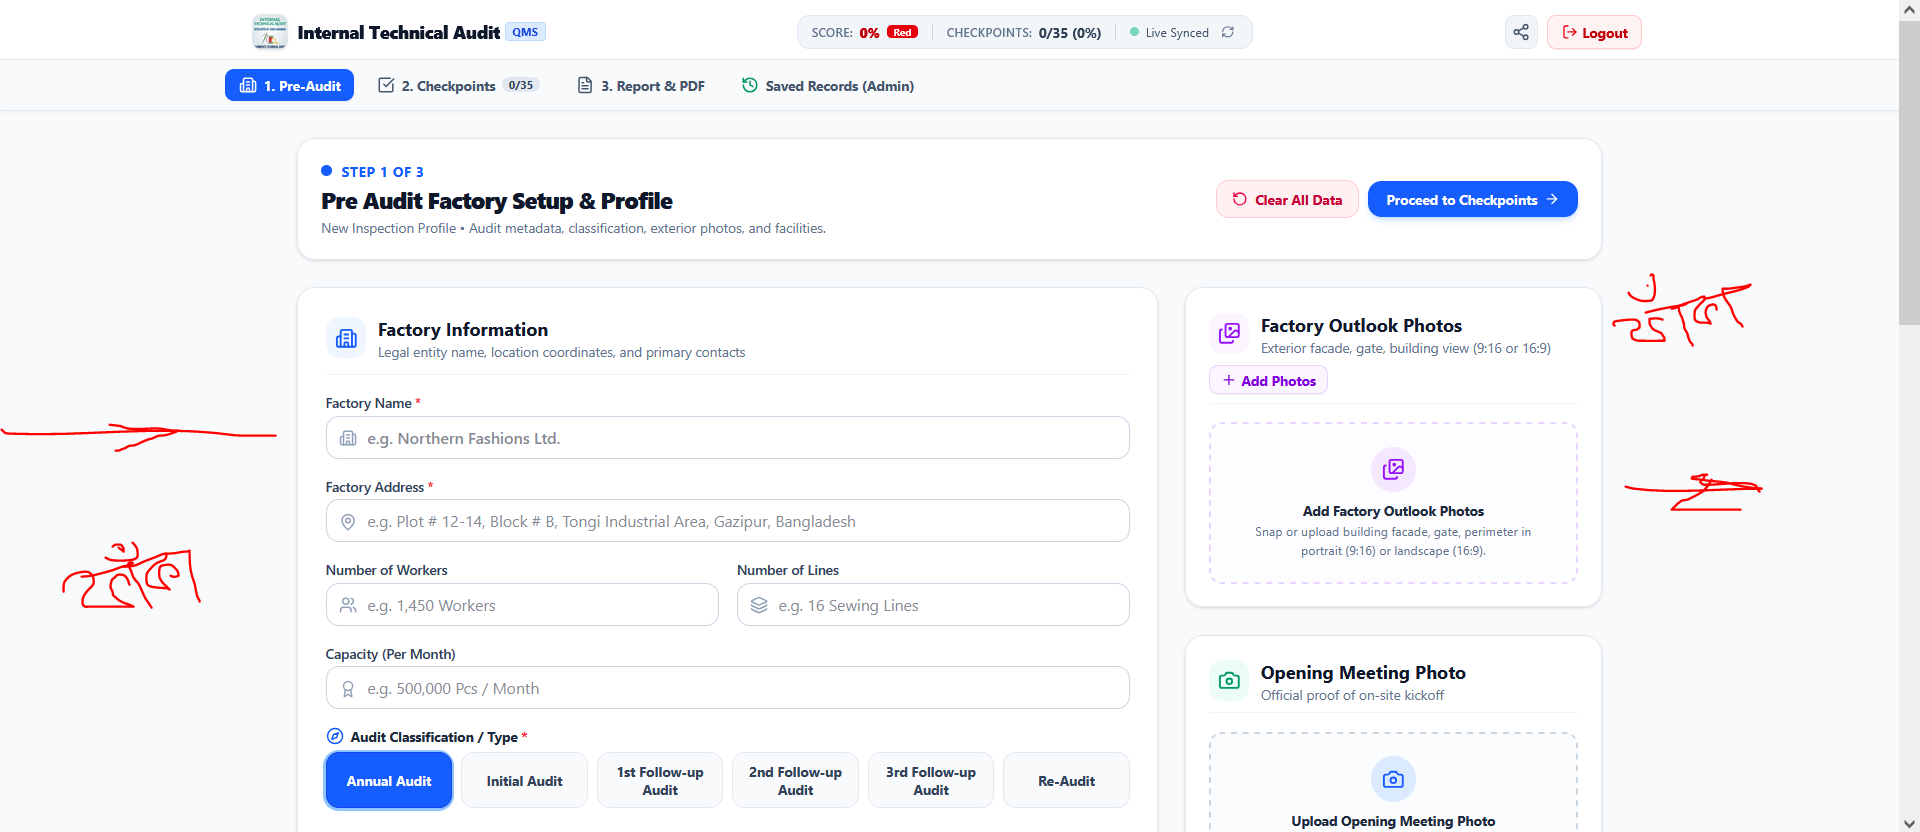 Internal Technical Audit QMS
SCORE: 0% Red CHECKPOINTS: 0/35 (0%) Live Synced
Logout
1. Pre-Audit 2. Checkpoints 0/35 3. Report & PDF Saved Records (Admin)
STEP 1 OF 3
Pre Audit Factory Setup & Profile
New Inspection Profile • Audit metadata, classification, exterior photos, and facilities.
Clear All Data Proceed to Checkpoints
Factory Information
Legal entity name, location coordinates, and primary contacts
Factory Name *
e.g. Northern Fashions Ltd.
Factory Address *
e.g. Plot # 12-14, Block # B, Tongi Industrial Area, Gazipur, Bangladesh
Number of Workers
e.g. 1,450 Workers
Number of Lines
e.g. 16 Sewing Lines
Capacity (Per Month)
e.g. 500,000 Pcs / Month
Audit Classification / Type *
Annual Audit
Initial Audit
1st Follow-up
Audit
2nd Follow-up
Audit
3rd Follow-up
Audit
Re-Audit
Factory Outlook Photos
Exterior facade, gate, building view (9:16 or 16:9)
+ Add Photos
Add Factory Outlook Photos
Snap or upload building facade, gate, perimeter in
portrait (9:16) or landscape (16:9).
Opening Meeting Photo
Official proof of on-site kickoff
Upload Opening Meeting Photo